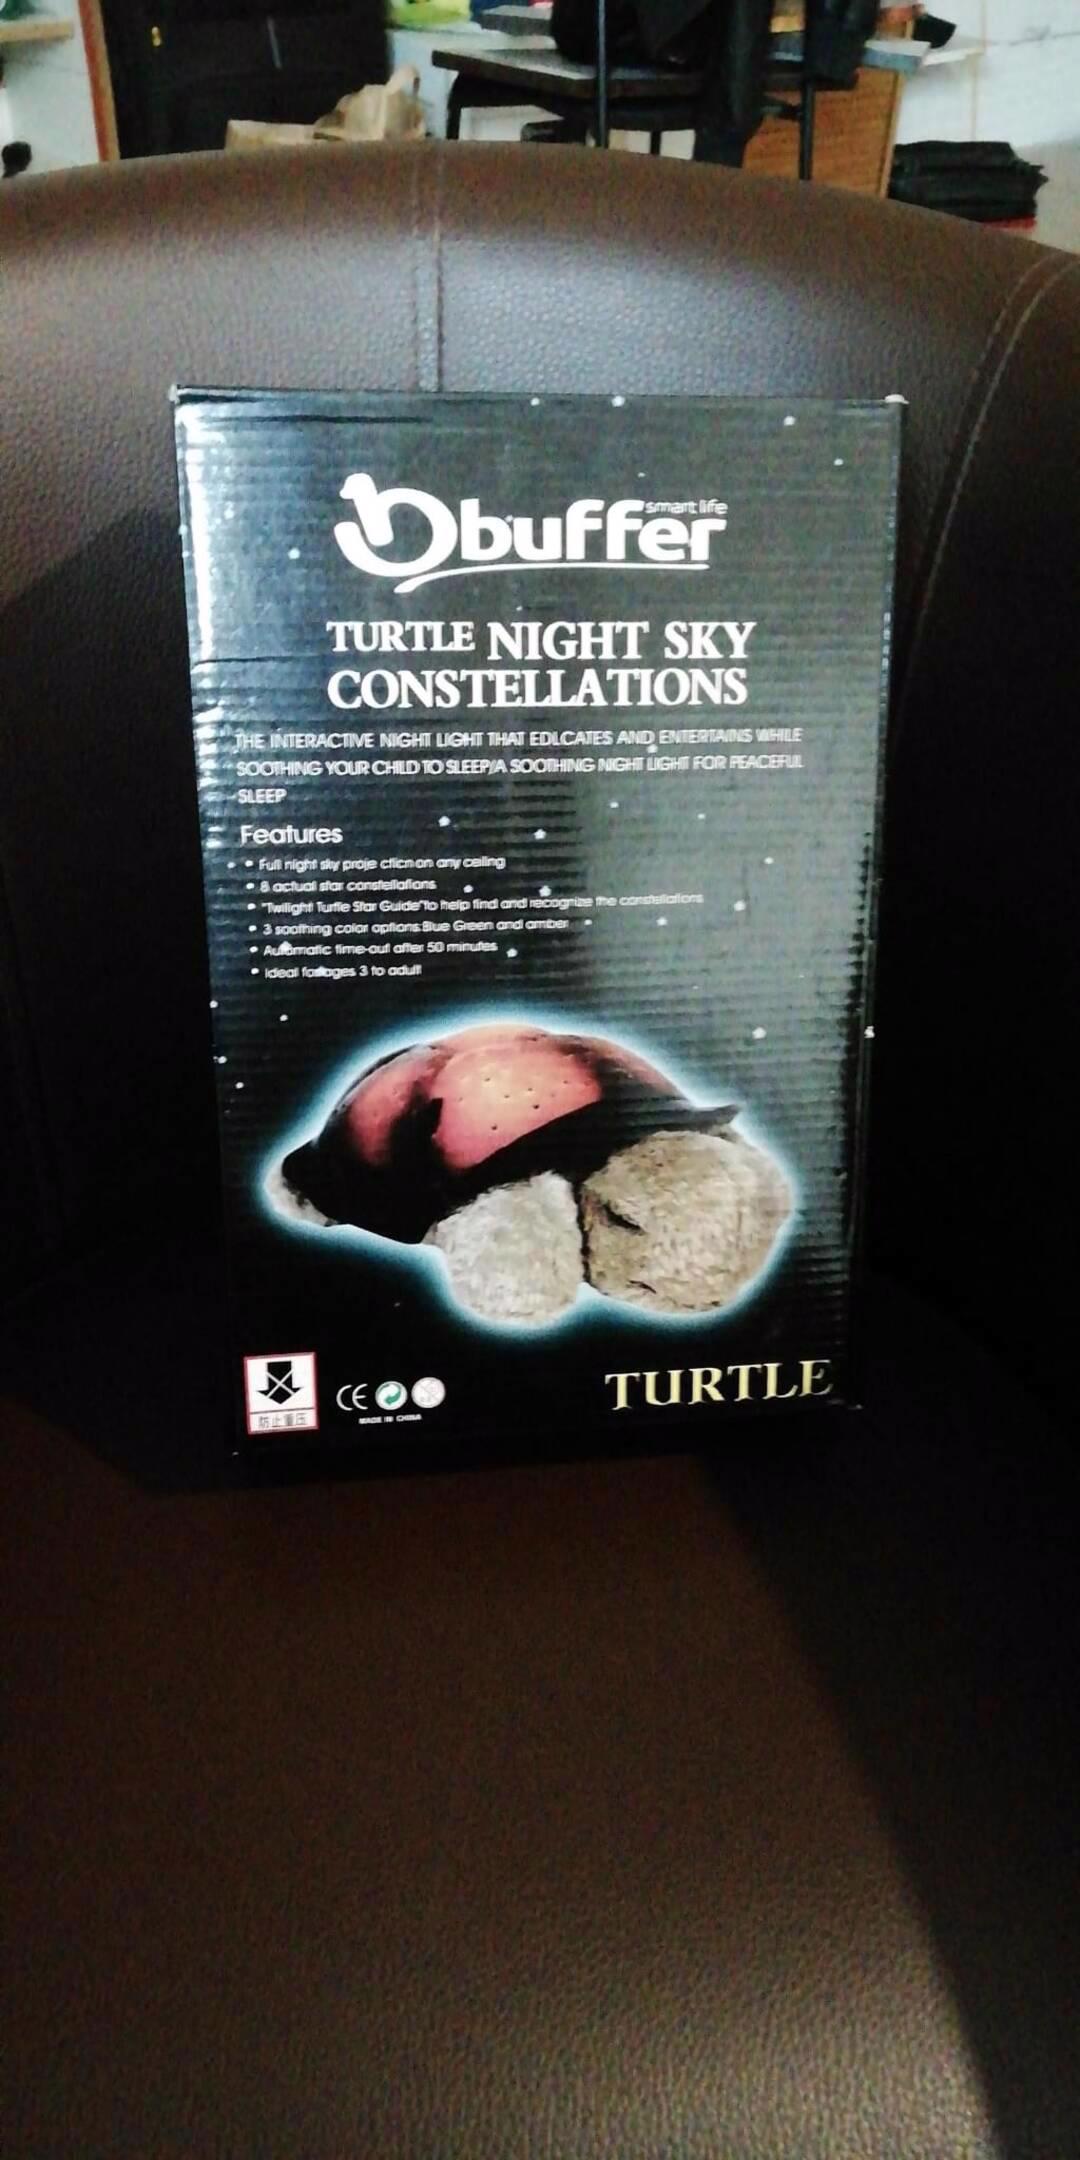 buffer smart life
TURTLE NIGHT SKY
CONSTELLATIONS
THE INTERACTIVE NIGHT LIGHT THAT EDLCATES AND ENTERTAINS WHILE
SOOTHING YOUR CHILD TO SLEEP/A SOOTHING NIGHT LIGHT FOR PEACEFUL
SLEEP
Features
• Full night sky proje cticn on any ceiling
• 8 actual star constellations
• "Twilight Turtle Star Guide"to help find and recognize the constellations
• 3 soothing color options:Blue Green and amber
• Automatic time-out after 50 minutes
• Ideal for ages 3 to adult
防止重压
CE
MADE IN CHINA
TURTLE